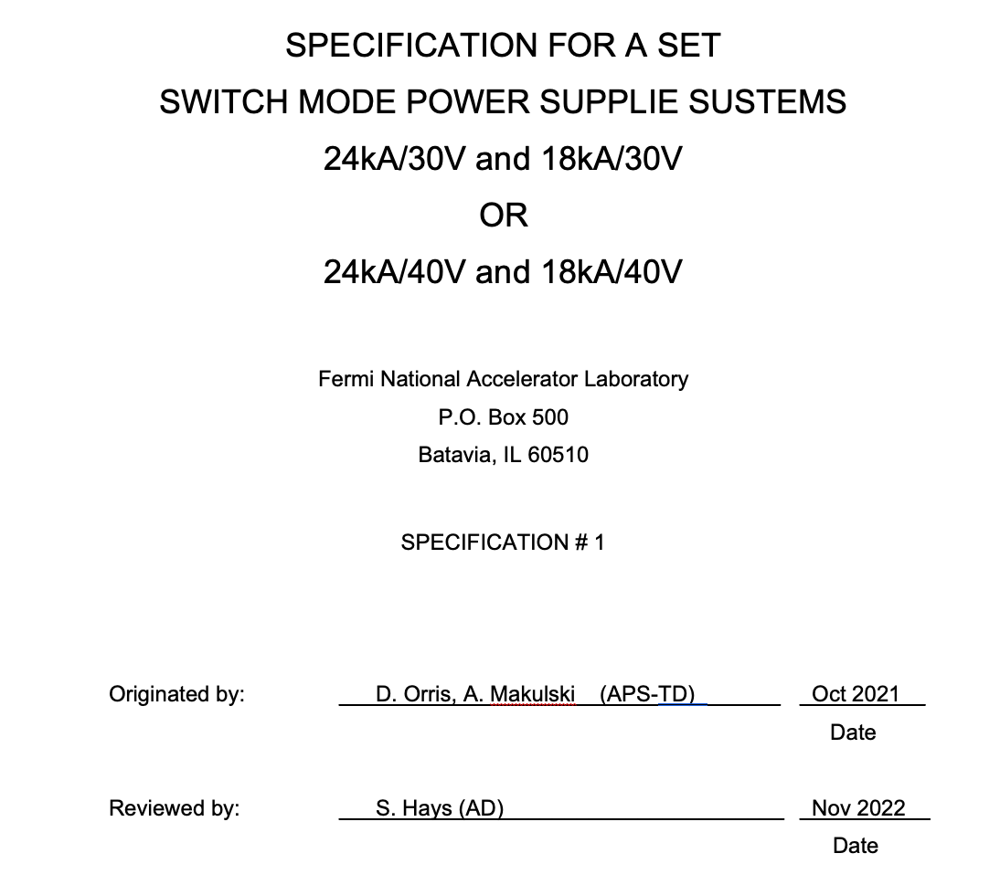 SPECIFICATION FOR A SET
SWITCH MODE POWER SUPPLIE SUSTEMS
24kA/30V and 18kA/30V
OR
24kA/40V and 18kA/40V
Fermi National Accelerator Laboratory
P.O. Box 500
Batavia, IL 60510
SPECIFICATION # 1
Originated by: D. Orris, A. Makulski (APS-TD) Oct 2021
Date
Reviewed by: S. Hays (AD) Nov 2022
Date